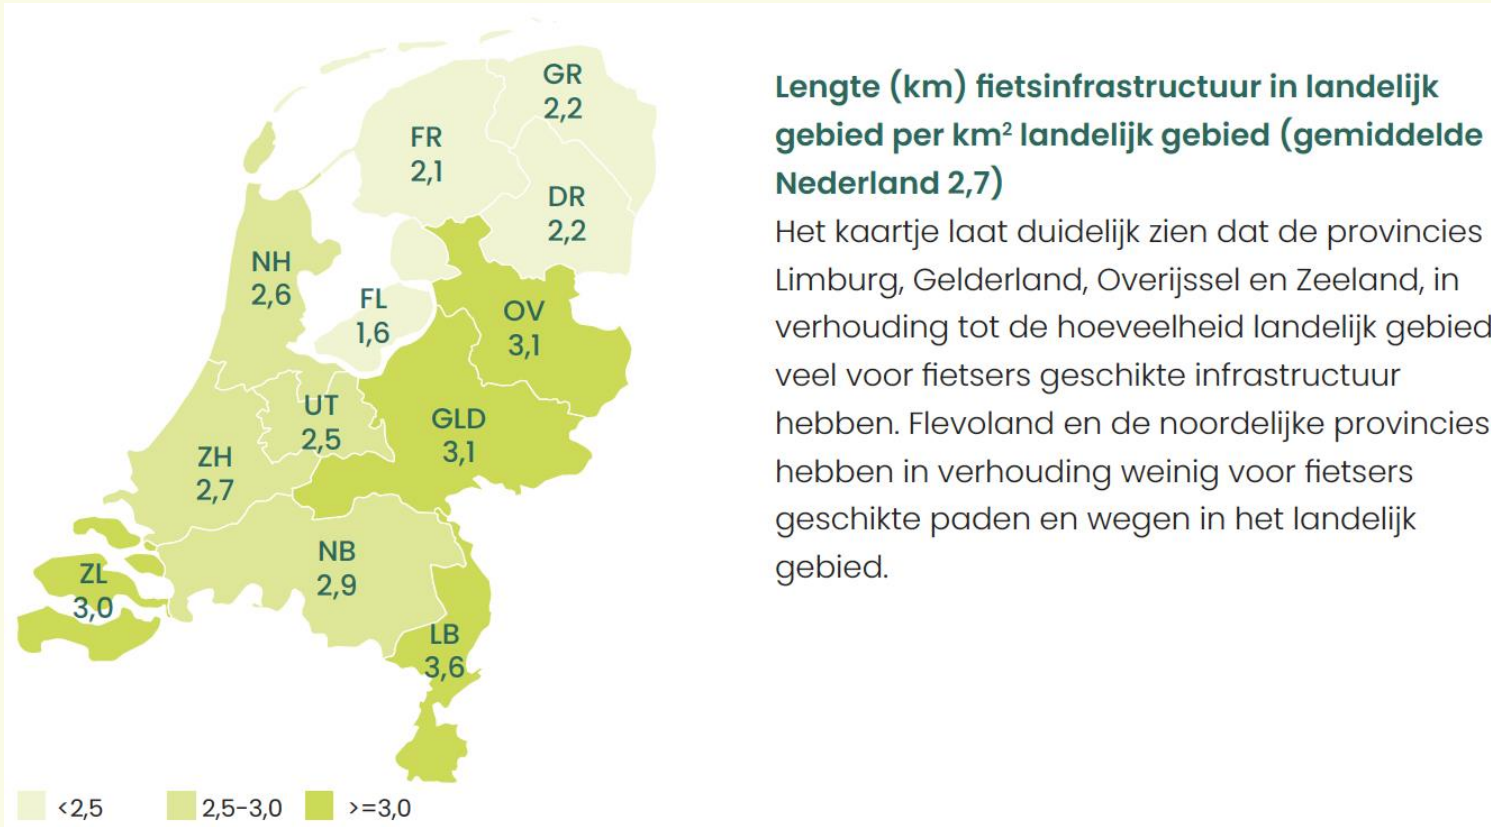 GR
2,2
FR
2,1
DR
2,2
NH
2,6
FL
1,6
OV
3,1
UT
2,5
GLD
3,1
ZH
2,7
NB
2,9
ZL
3,0
LB
3,6
<2,5
2,5-3,0
>=3,0
Lengte (km) fietsinfrastructuur in landelijk
gebied per km² landelijk gebied (gemiddelde
Nederland 2,7)
Het kaartje laat duidelijk zien dat de provincies
Limburg, Gelderland, Overijssel en Zeeland, in
verhouding tot de hoeveelheid landelijk gebied
veel voor fietsers geschikte infrastructuur
hebben. Flevoland en de noordelijke provincies
hebben in verhouding weinig voor fietsers
geschikte paden en wegen in het landelijk
gebied.